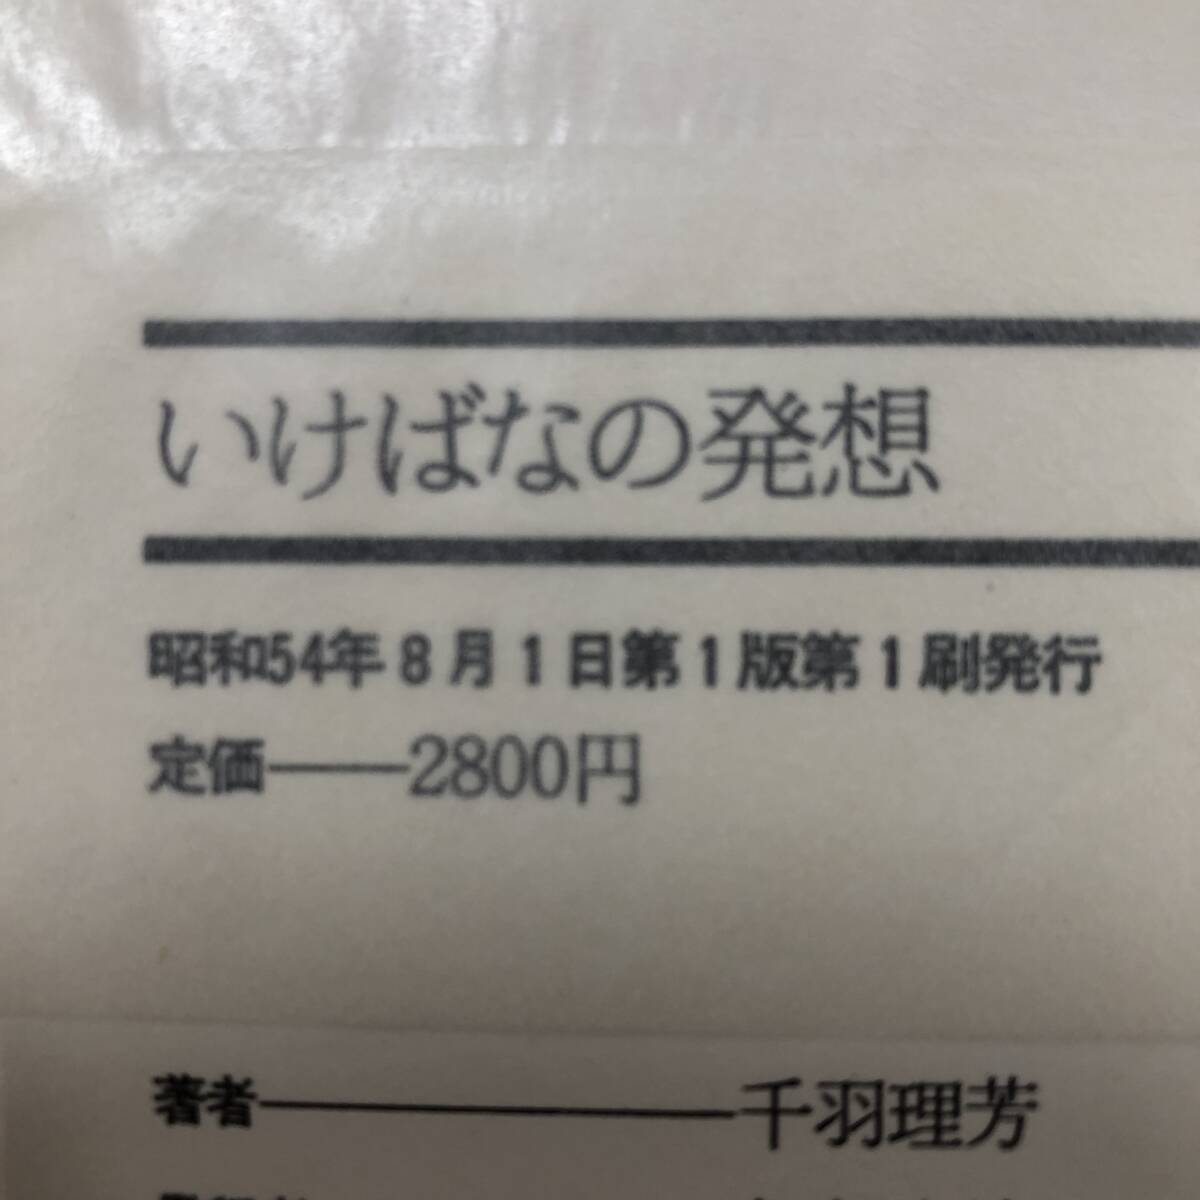 いけばなの発想
昭和54年8月1日第1版第1刷発行
定価——2800円
著者————————千羽理芳